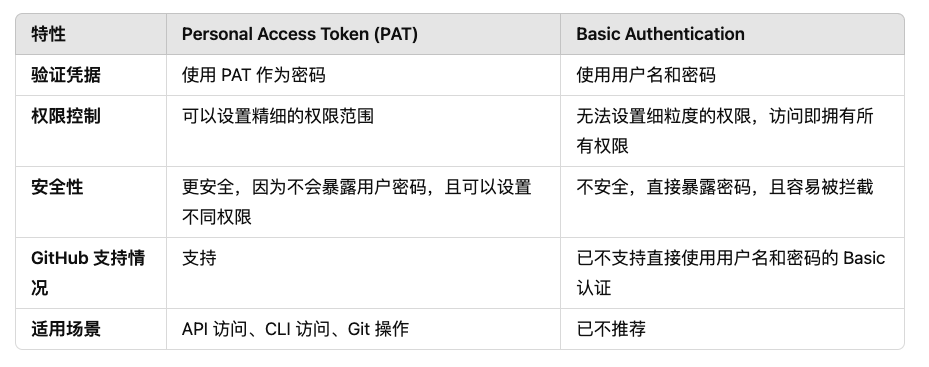 特性 Personal Access Token (PAT) Basic Authentication
验证凭据 使用 PAT 作为密码 使用用户名和密码
权限控制 可以设置精细的权限范围 无法设置细粒度的权限，访问即拥有所
有权限
安全性 更安全，因为不会暴露用户密码，且可以设置 不安全，直接暴露密码，且容易被拦截
不同权限
GitHub 支持情 支持 已不支持直接使用用户名和密码的 Basic
况 认证
适用场景 API 访问、CLI 访问、Git 操作 已不推荐